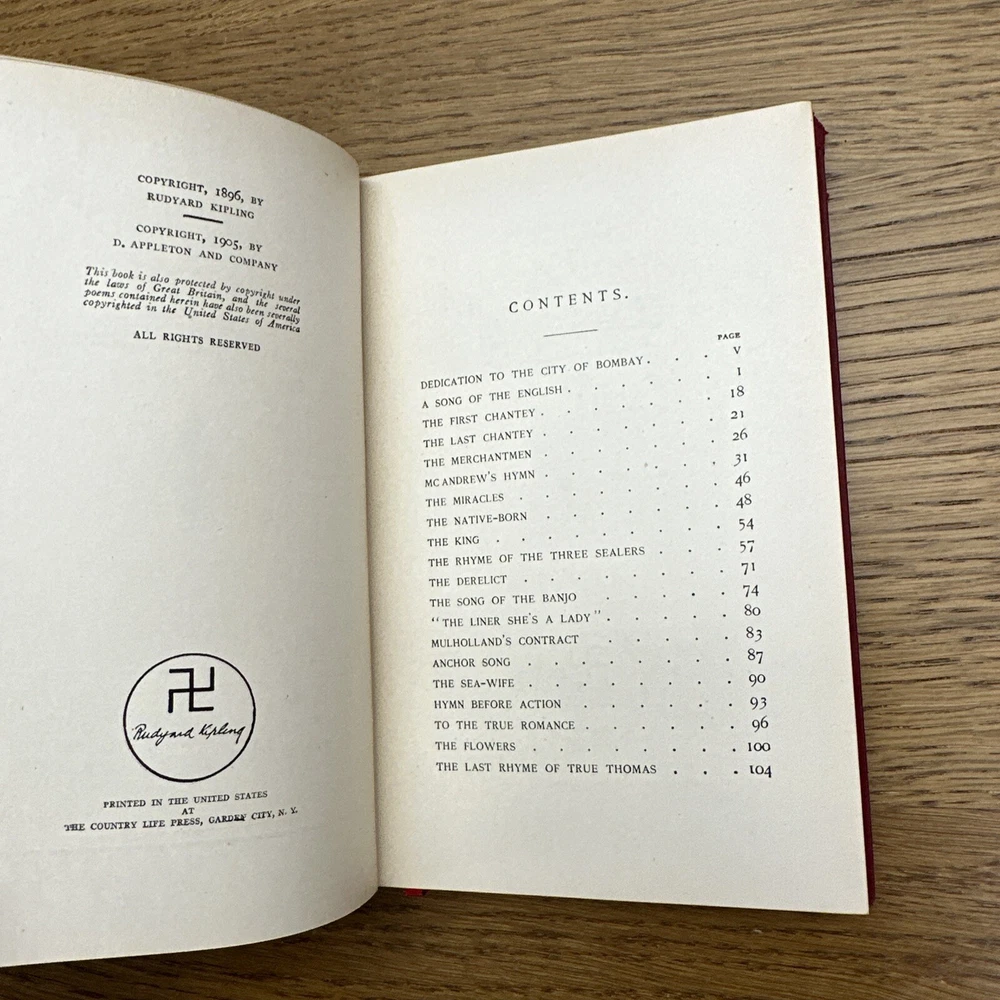 COPYRIGHT, 1896, BY
RUDYARD KIPLING
COPYRIGHT, 1905, BY
D. APPLETON AND COMPANY
This book is also protected by copyright under
the laws of Great Britain, and the several
poems contained herein have also been severally
copyrighted in the United States of America
ALL RIGHTS RESERVED
Rudyard Kipling
PRINTED IN THE UNITED STATES
AT
THE COUNTRY LIFE PRESS, GARDEN CITY, N. Y.
CONTENTS.
PAGE
DEDICATION TO THE CITY OF BOMBAY . . . V
A SONG OF THE ENGLISH . . . . . 1
THE FIRST CHANTEY . . . . . . 18
THE LAST CHANTEY . . . . . . 21
THE MERCHANTMEN . . . . . . 26
MCANDREW'S HYMN . . . . . . 31
THE MIRACLES . . . . . . . 46
THE NATIVE-BORN . . . . . . 48
THE KING . . . . . . . . 54
THE RHYME OF THE THREE SEALERS . . . 57
THE DERELICT . . . . . . . 71
THE SONG OF THE BANJO . . . . . 74
"THE LINER SHE'S A LADY" . . . . . 80
MULHOLLAND'S CONTRACT . . . . . 83
ANCHOR SONG . . . . . . . 87
THE SEA-WIFE . . . . . . . 90
HYMN BEFORE ACTION . . . . . . 93
TO THE TRUE ROMANCE . . . . . . 96
THE FLOWERS . . . . . . . . 100
THE LAST RHYME OF TRUE THOMAS . . . 104